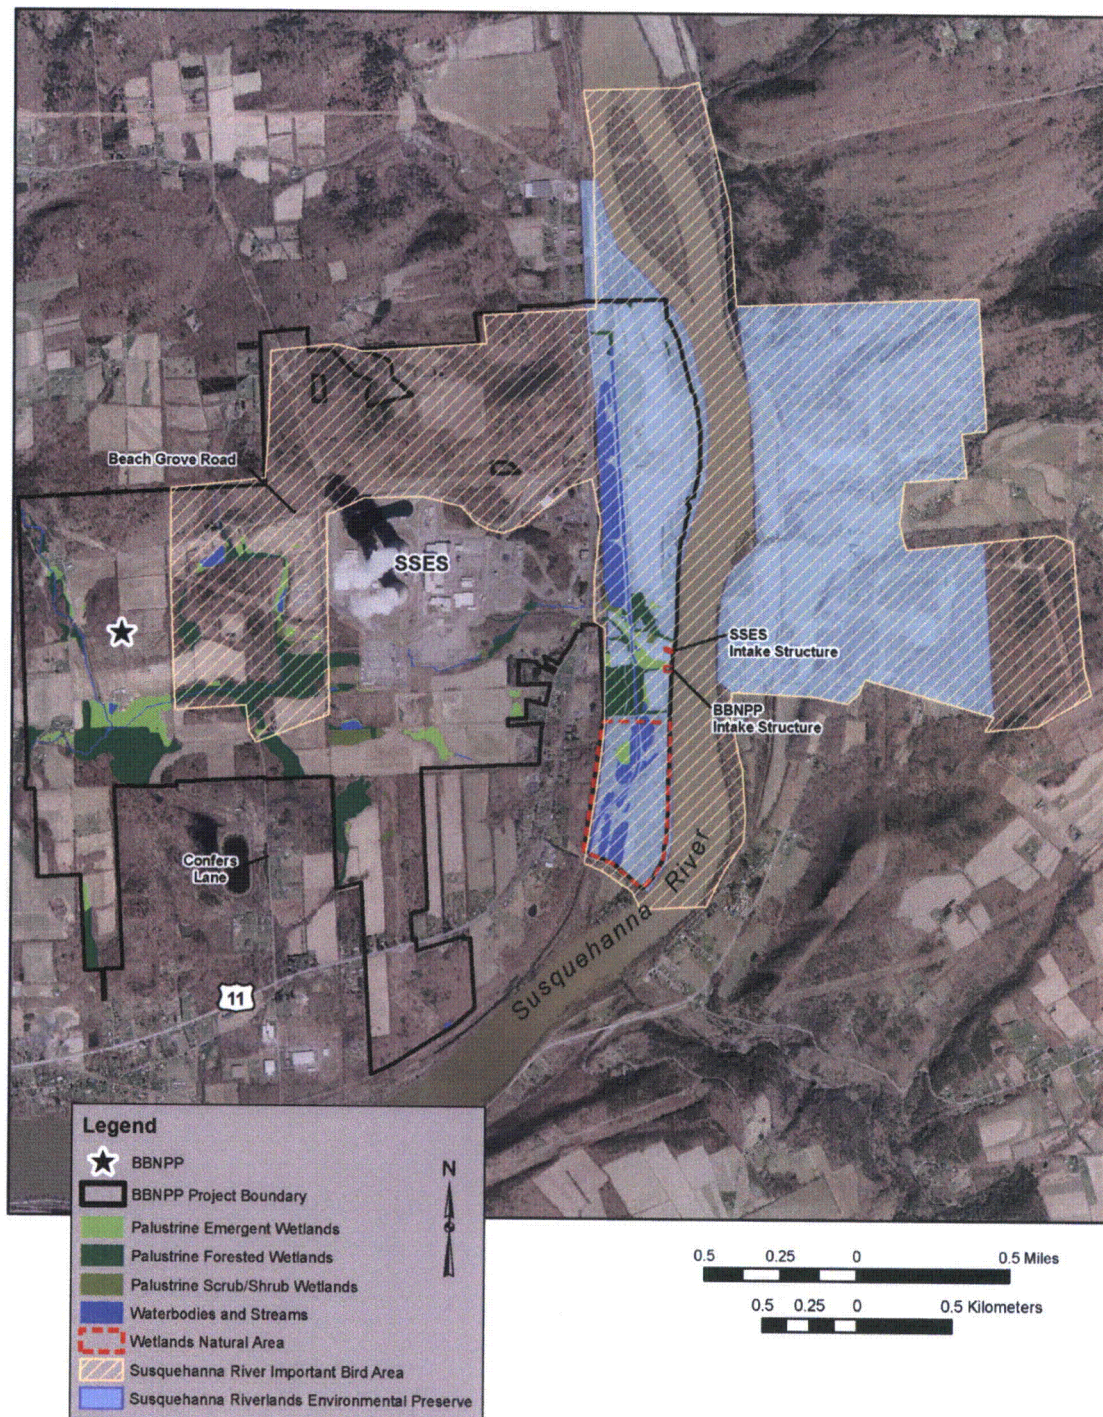 Beach Grove Road
SSES
SSES
Intake Structure
BBNPP
Intake Structure
Confers
Lane
Susquehanna River
11
Legend
BBNPP
BBNPP Project Boundary
Palustrine Emergent Wetlands
Palustrine Forested Wetlands
Palustrine Scrub/Shrub Wetlands
Waterbodies and Streams
Wetlands Natural Area
Susquehanna River Important Bird Area
Susquehanna Riverlands Environmental Preserve
N
0.5 0.25 0 0.5 Miles
0.5 0.25 0 0.5 Kilometers